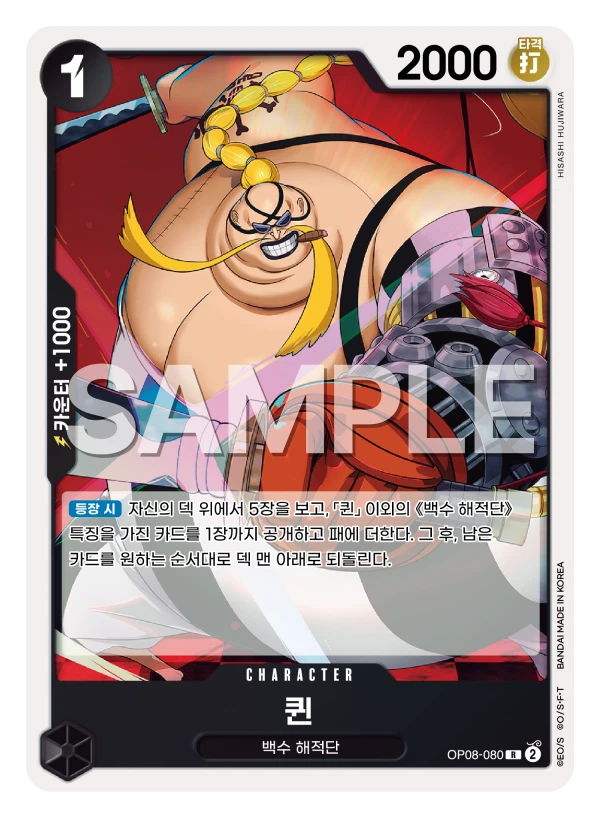 1
2000
타격
打
HISASHI HUJIWARA
카운터 +1000
SAMPLE
등장 시 자신의 덱 위에서 5장을 보고, 「퀸」 이외의 《백수 해적단》
특징을 가진 카드를 1장까지 공개하고 패에 더한다. 그 후, 남은
카드를 원하는 순서대로 덱 맨 아래로 되돌린다.
CHARACTER
퀸
백수 해적단
OP08-080 R 2
©EO/S ©O/S·F·T BANDAI MADE IN KOREA